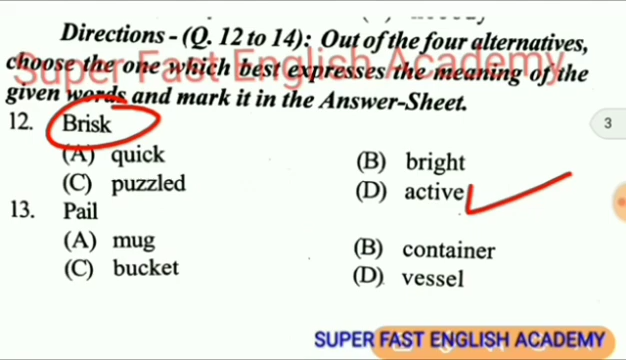 Directions - (Q. 12 to 14): Out of the four alternatives,
choose the one which best expresses the meaning of the
Super Fast English Academy
given words and mark it in the Answer-Sheet.
12. Brisk
3
(A) quick (B) bright
(C) puzzled (D) active
13. Pail
(A) mug (B) container
(C) bucket (D) vessel
SUPER FAST ENGLISH ACADEMY